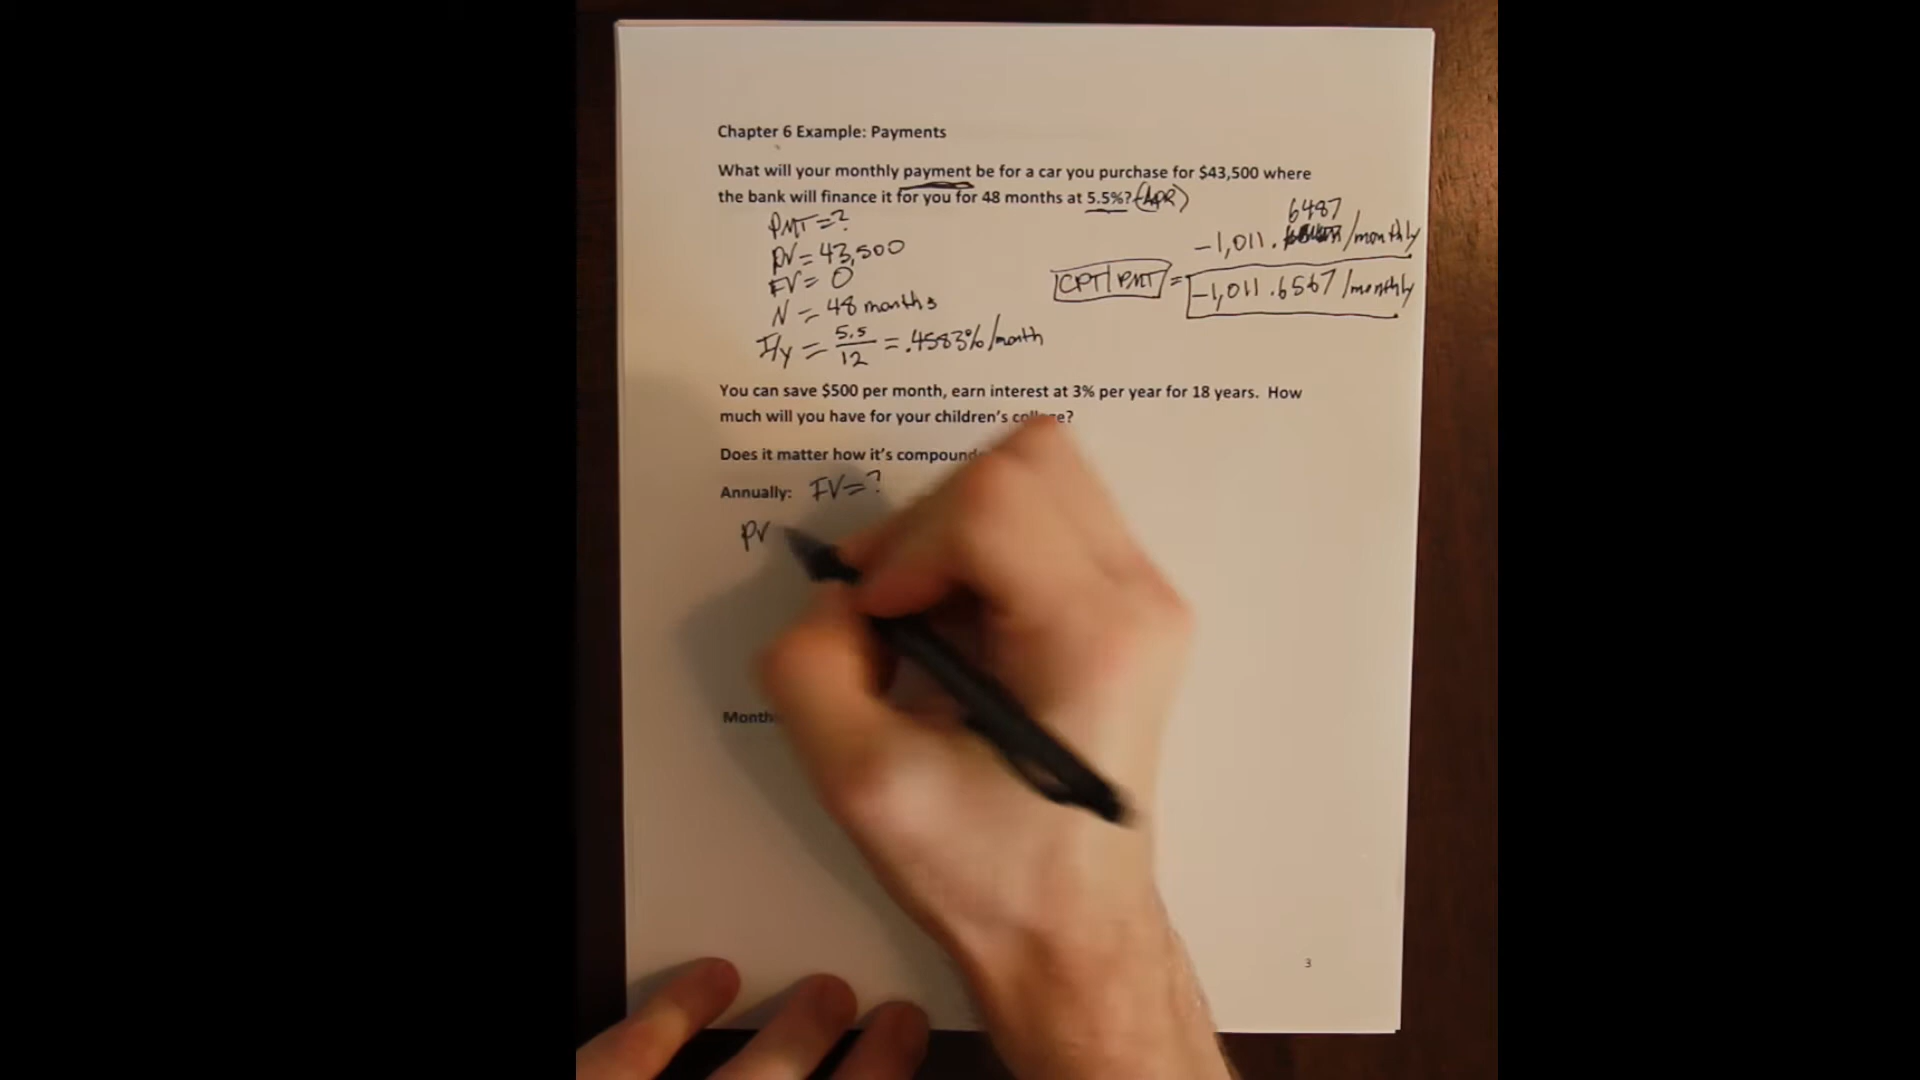 Chapter 6 Example: Payments
What will your monthly payment be for a car you purchase for $43,500 where
the bank will finance it for you for 48 months at 5.5%? (APR)
PMT = ?
PV = 43,500
FV = 0
N = 48 months
I/y = 5.5/12 = .4583%/month
6487
-1,011. /monthly
CPT PMT = -1,011.6567/monthly
You can save $500 per month, earn interest at 3% per year for 18 years. How
much will you have for your children's college?
Does it matter how it's compound
Annually: FV = ?
PV
Month
3